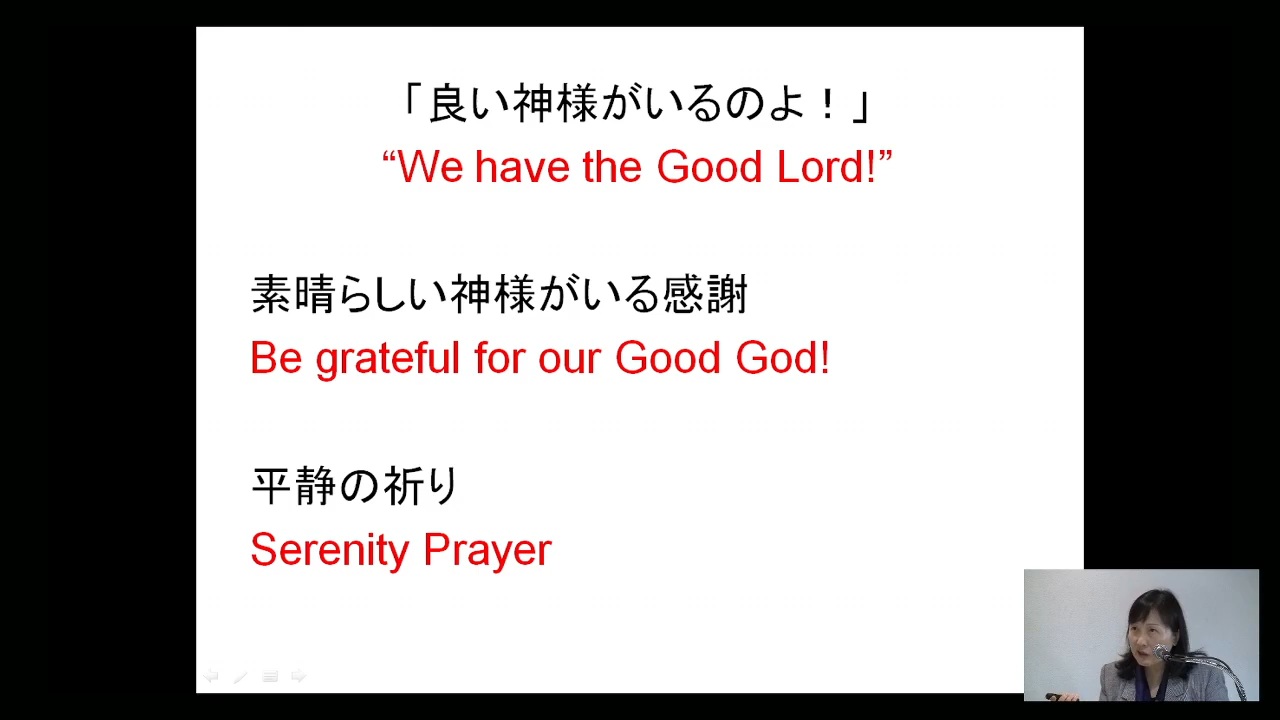 「良い神様がいるのよ！」
“We have the Good Lord!”
素晴らしい神様がいる感謝
Be grateful for our Good God!
平静の祈り
Serenity Prayer